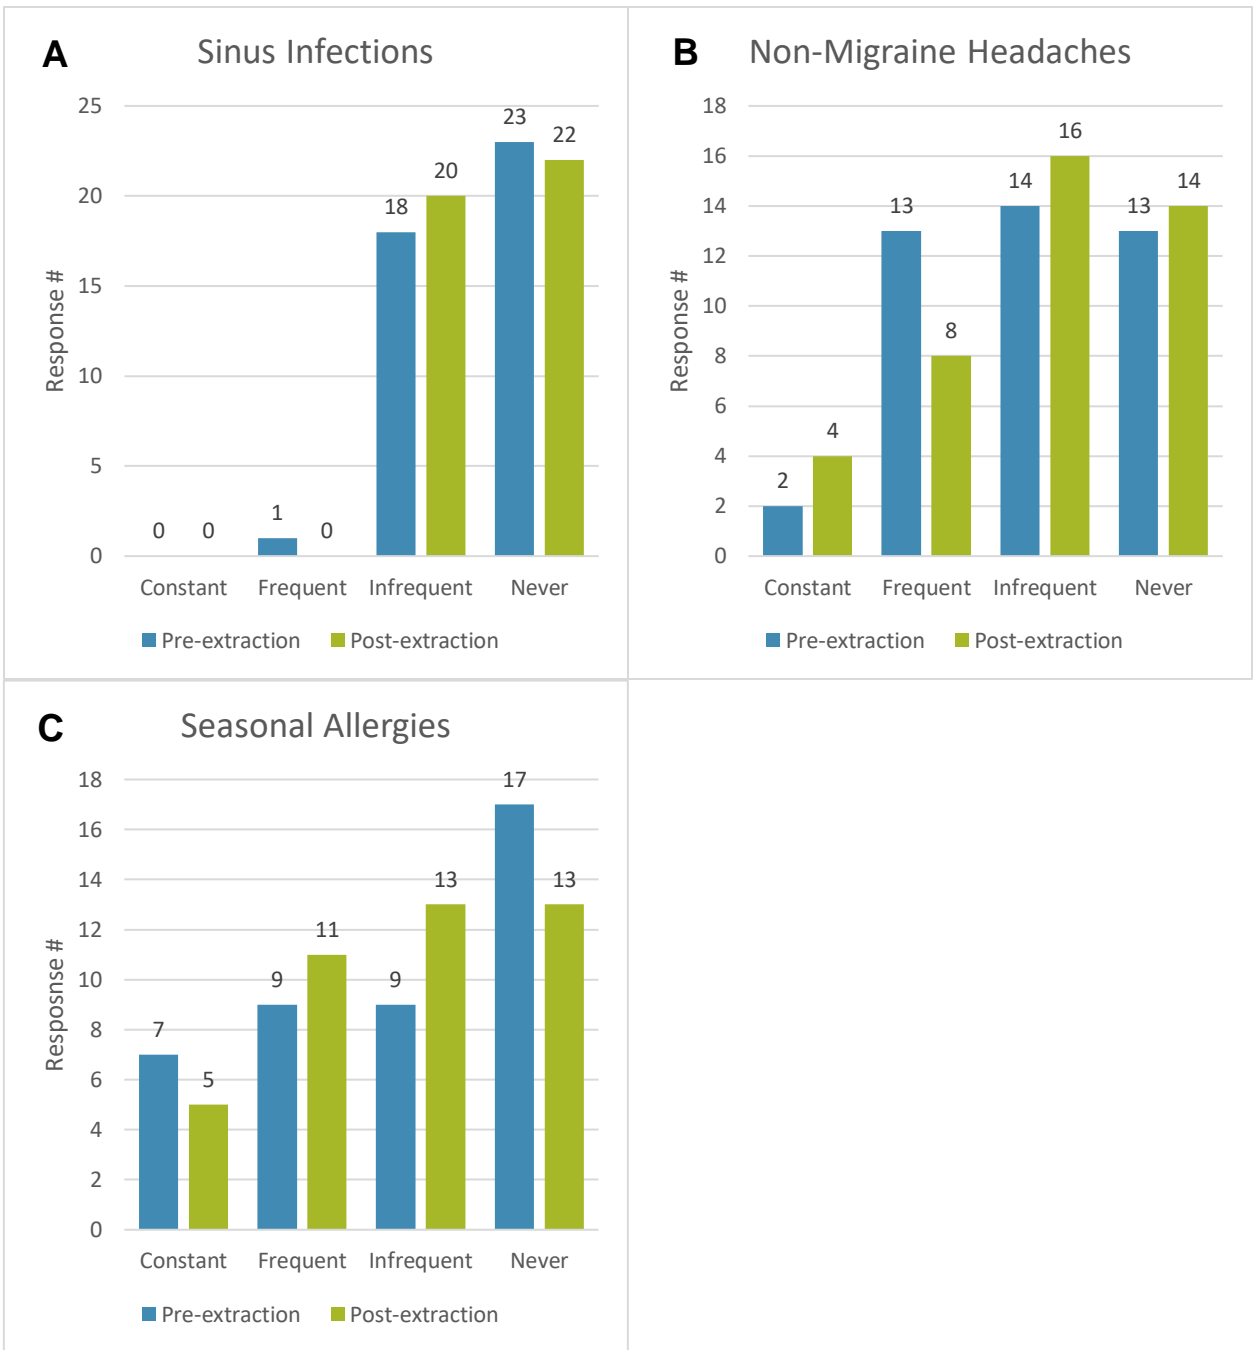 A Sinus Infections
25
20
15
10
5
0
Response #
0 0 1 0 18 20 23 22
Constant Frequent Infrequent Never
Pre-extraction Post-extraction
B Non-Migraine Headaches
18
16
14
12
10
8
6
4
2
0
Response #
2 4 13 8 14 16 13 14
Constant Frequent Infrequent Never
Pre-extraction Post-extraction
C Seasonal Allergies
18
16
14
12
10
8
6
4
2
0
Resposnse #
7 5 9 11 9 13 17 13
Constant Frequent Infrequent Never
Pre-extraction Post-extraction